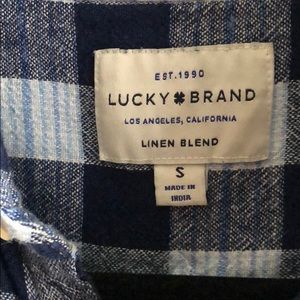 EST. 1990
LUCKY BRAND
LOS ANGELES, CALIFORNIA
LINEN BLEND
S
MADE IN
INDIA